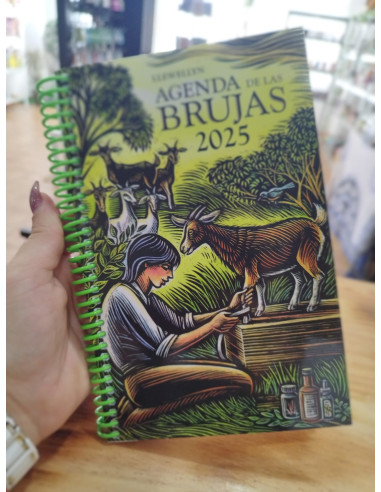 LLEWELLYN
AGENDA DE LAS
BRUJAS
2025